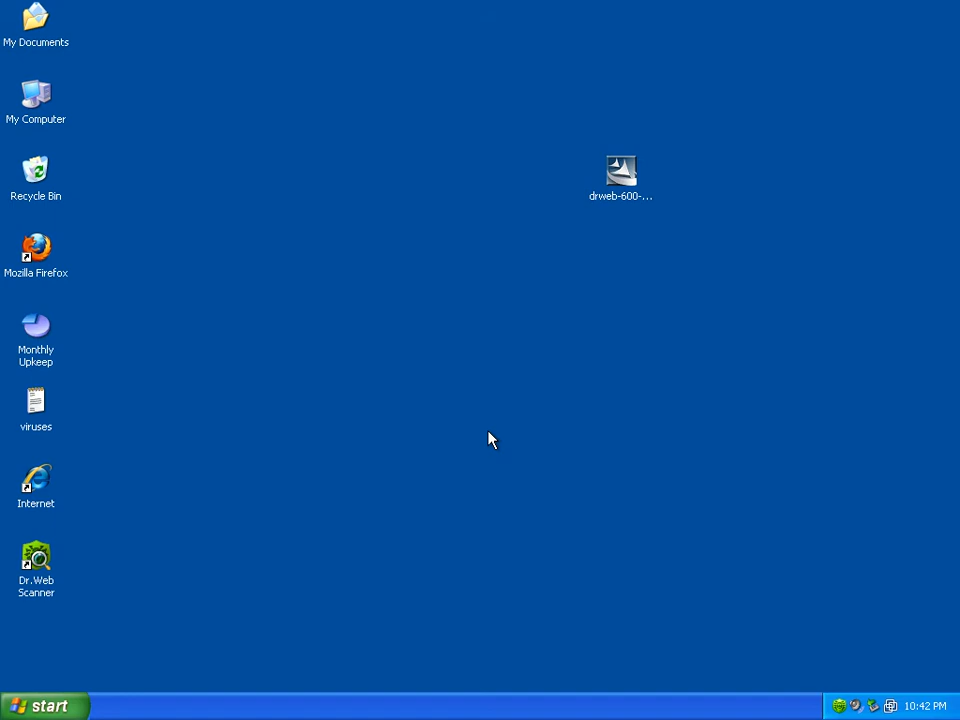 My Documents
My Computer
Recycle Bin
Mozilla Firefox
Monthly
Upkeep
viruses
Internet
Dr.Web
Scanner
drweb-600-...
start
10:42 PM